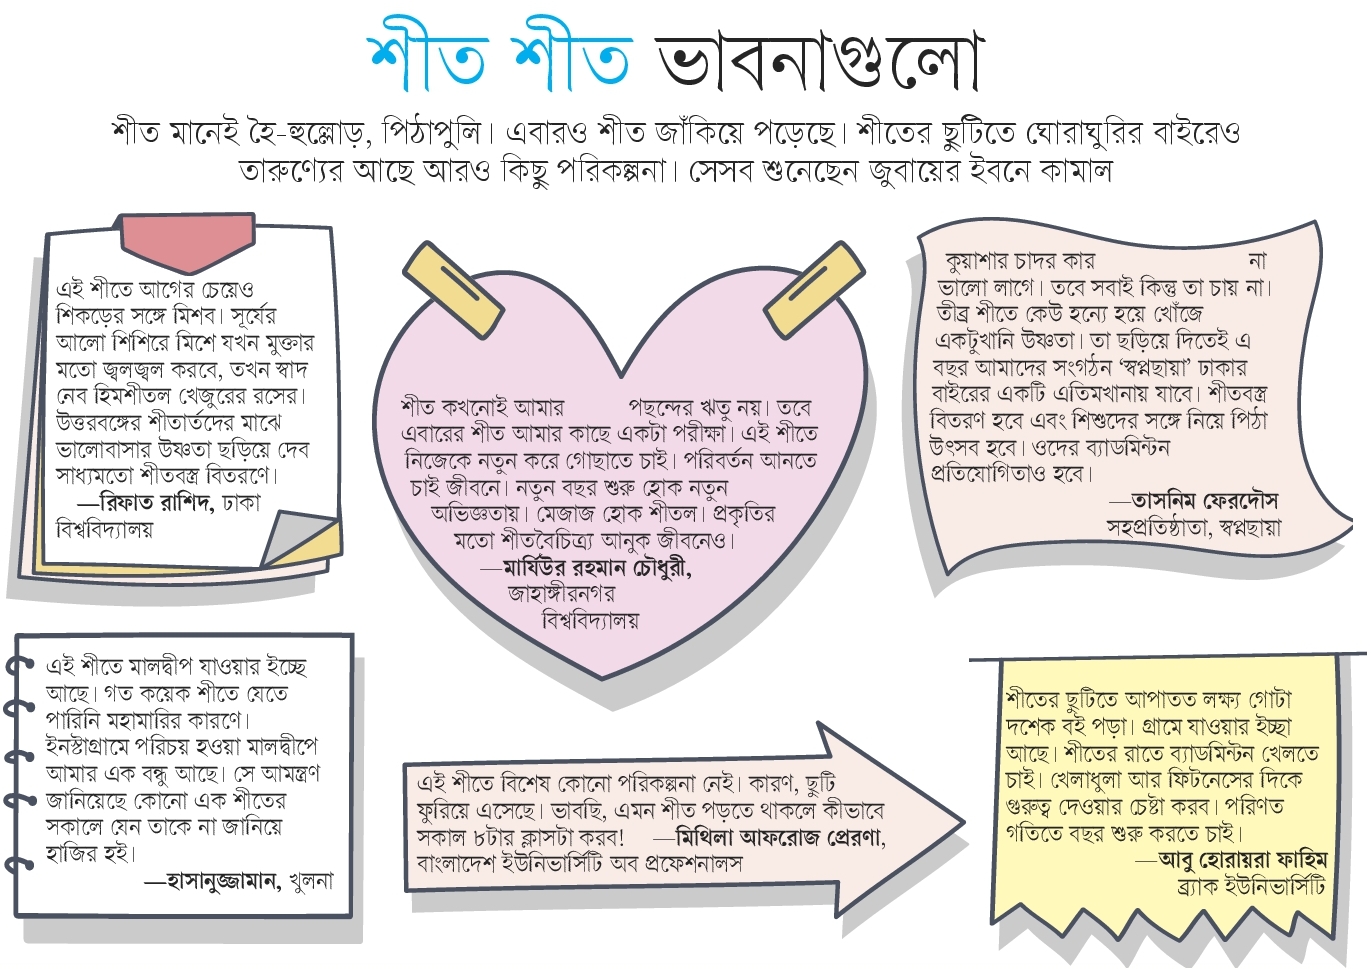 শীত শীত ভাবনাগুলো
শীত মানেই হৈ-হুল্লোড়, পিঠাপুলি। এবারও শীত জাঁকিয়ে পড়েছে। শীতের ছুটিতে ঘোরাঘুরির বাইরেও
তারুণ্যের আছে আরও কিছু পরিকল্পনা। সেসব শুনেছেন জুবায়ের ইবনে কামাল
এই শীতে আগের চেয়েও
শিকড়ের সঙ্গে মিশব। সূর্যের
আলো শিশিরে মিশে যখন মুক্তার
মতো জ্বলজ্বল করবে, তখন স্বাদ
নেব হিমশীতল খেজুরের রসের।
উত্তরবঙ্গের শীতার্তদের মাঝে
ভালোবাসার উষ্ণতা ছড়িয়ে দেব
সাধ্যমতো শীতবস্ত্র বিতরণে।
—রিফাত রাশিদ, ঢাকা
বিশ্ববিদ্যালয়
শীত কখনোই আমার পছন্দের ঋতু নয়। তবে
এবারের শীত আমার কাছে একটা পরীক্ষা। এই শীতে
নিজেকে নতুন করে গোছাতে চাই। পরিবর্তন আনতে
চাই জীবনে। নতুন বছর শুরু হোক নতুন
অভিজ্ঞতায়। মেজাজ হোক শীতল। প্রকৃতির
মতো শীতবৈচিত্র্য আনুক জীবনেও।
—মার্যিউর রহমান চৌধুরী,
জাহাঙ্গীরনগর
বিশ্ববিদ্যালয়
কুয়াশার চাদর কার না
ভালো লাগে। তবে সবাই কিন্তু তা চায় না।
তীব্র শীতে কেউ হন্যে হয়ে খোঁজে
একটুখানি উষ্ণতা। তা ছড়িয়ে দিতেই এ
বছর আমাদের সংগঠন ‘স্বপ্নছায়া’ ঢাকার
বাইরের একটি এতিমখানায় যাবে। শীতবস্ত্র
বিতরণ হবে এবং শিশুদের সঙ্গে নিয়ে পিঠা
উৎসব হবে। ওদের ব্যাডমিন্টন
প্রতিযোগিতাও হবে।
—তাসনিম ফেরদৌস
সহপ্রতিষ্ঠাতা, স্বপ্নছায়া
এই শীতে মালদ্বীপ যাওয়ার ইচ্ছে
আছে। গত কয়েক শীতে যেতে
পারিনি মহামারির কারণে।
ইনস্টাগ্রামে পরিচয় হওয়া মালদ্বীপে
আমার এক বন্ধু আছে। সে আমন্ত্রণ
জানিয়েছে কোনো এক শীতের
সকালে যেন তাকে না জানিয়ে
হাজির হই।
—হাসানুজ্জামান, খুলনা
এই শীতে বিশেষ কোনো পরিকল্পনা নেই। কারণ, ছুটি
ফুরিয়ে এসেছে। ভাবছি, এমন শীত পড়তে থাকলে কীভাবে
সকাল ৮টার ক্লাসটা করব! —মিথিলা আফরোজ প্রেরণা,
বাংলাদেশ ইউনিভার্সিটি অব প্রফেশনালস
শীতের ছুটিতে আপাতত লক্ষ্য গোটা
দশেক বই পড়া। গ্রামে যাওয়ার ইচ্ছা
আছে। শীতের রাতে ব্যাডমিন্টন খেলতে
চাই। খেলাধুলা আর ফিটনেসের দিকে
গুরুত্ব দেওয়ার চেষ্টা করব। পরিণত
গতিতে বছর শুরু করতে চাই।
—আবু হোরায়রা ফাহিম
ব্র্যাক ইউনিভার্সিটি